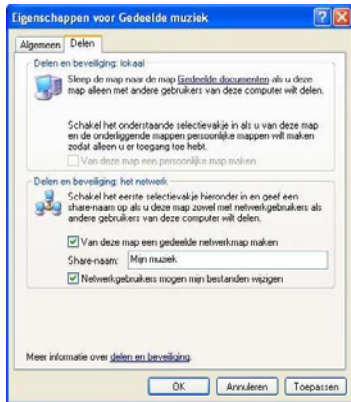 Eigenschappen voor Gedeelde muziek
Algemeen Delen
Delen en beveiliging: lokaal
Sleep de map naar de map Gedeelde documenten als u deze
map alleen met andere gebruikers van deze computer wilt delen.
Schakel het onderstaande selectievakje in als u van deze map
en de onderliggende mappen persoonlijke mappen wilt maken
zodat alleen u er toegang toe hebt.
Van deze map een persoonlijke map maken
Delen en beveiliging: het netwerk
Schakel het eerste selectievakje hieronder in en geef een
share-naam op als u deze map zowel met netwerkgebruikers als
andere gebruikers van deze computer wilt delen.
Van deze map een gedeelde netwerkmap maken
Share-naam: Mijn muziek
Netwerkgebruikers mogen mijn bestanden wijzigen
Meer informatie over delen en beveiliging.
OK Annuleren Toepassen